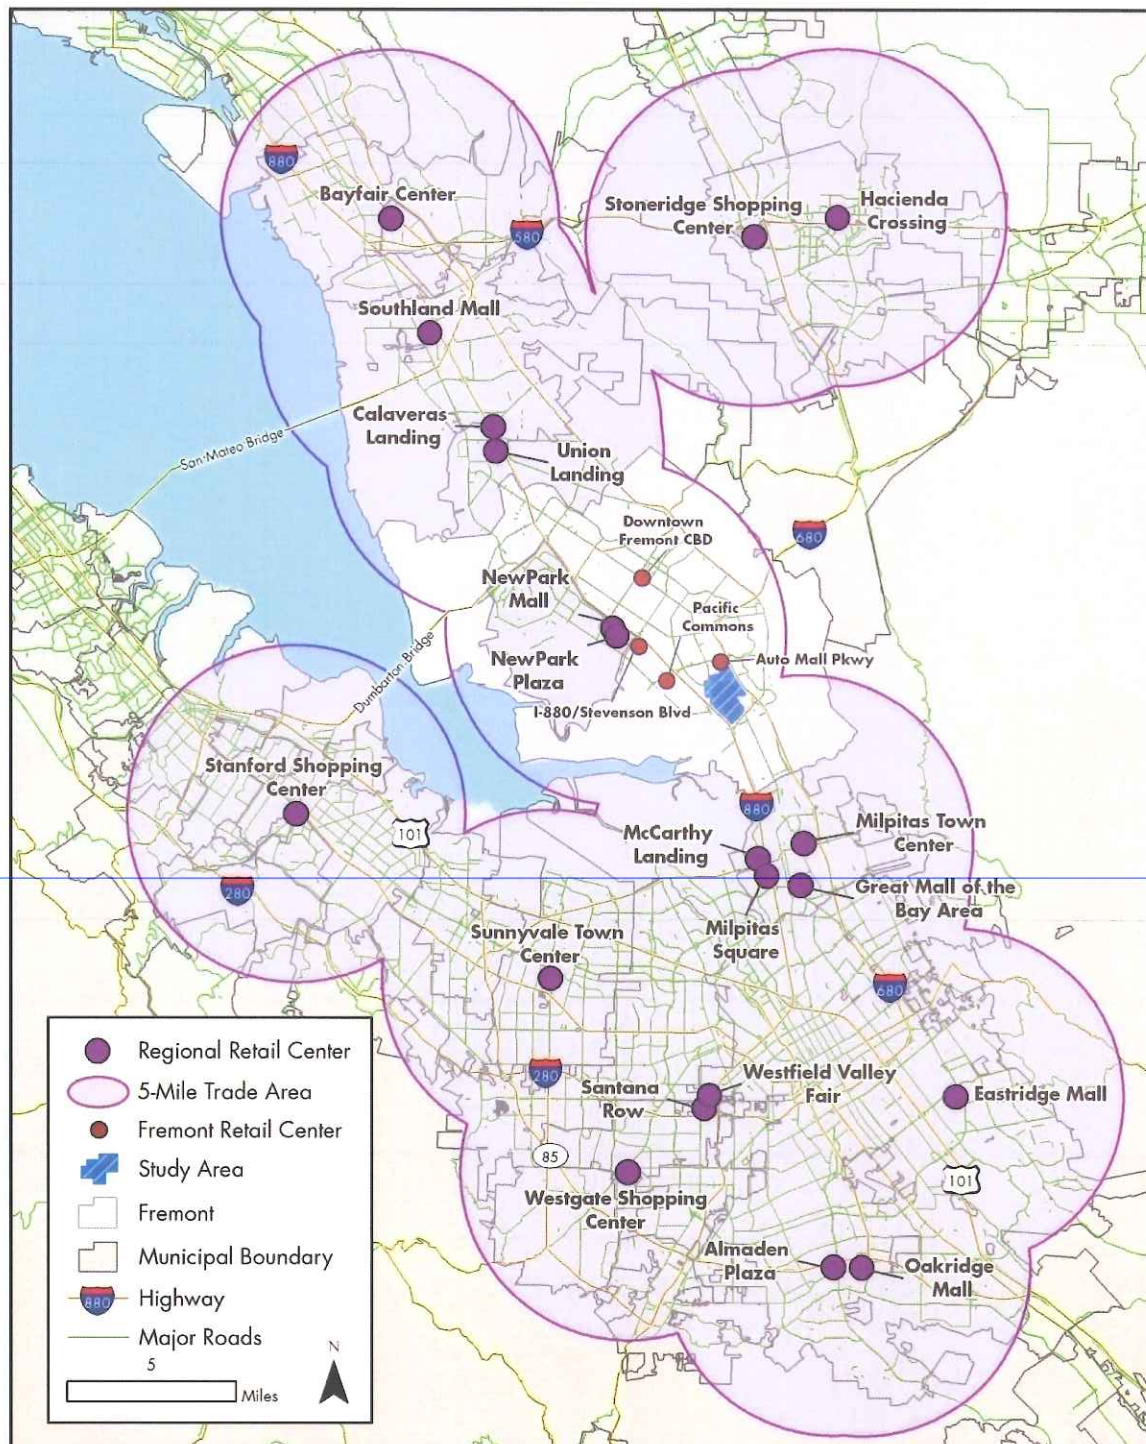 880
Bayfair Center
580
Stoneridge Shopping
Center
Hacienda
Crossing
Southland Mall
Calaveras
Landing
Union
Landing
San Mateo Bridge
Downtown
Fremont CBD
680
NewPark
Mall
Pacific
Commons
NewPark
Plaza
Auto Mall Pkwy
I-880/Stevenson Blvd
Dumbarton Bridge
Stanford Shopping
Center
101
280
880
McCarthy
Landing
Milpitas Town
Center
Great Mall of the
Bay Area
Milpitas
Square
Sunnyvale Town
Center
680
280
Santana
Row
Westfield Valley
Fair
Eastridge Mall
85
Westgate Shopping
Center
101
Almaden
Plaza
Oakridge
Mall
Regional Retail Center
5-Mile Trade Area
Fremont Retail Center
Study Area
Fremont
Municipal Boundary
880 Highway
Major Roads
5
Miles
N